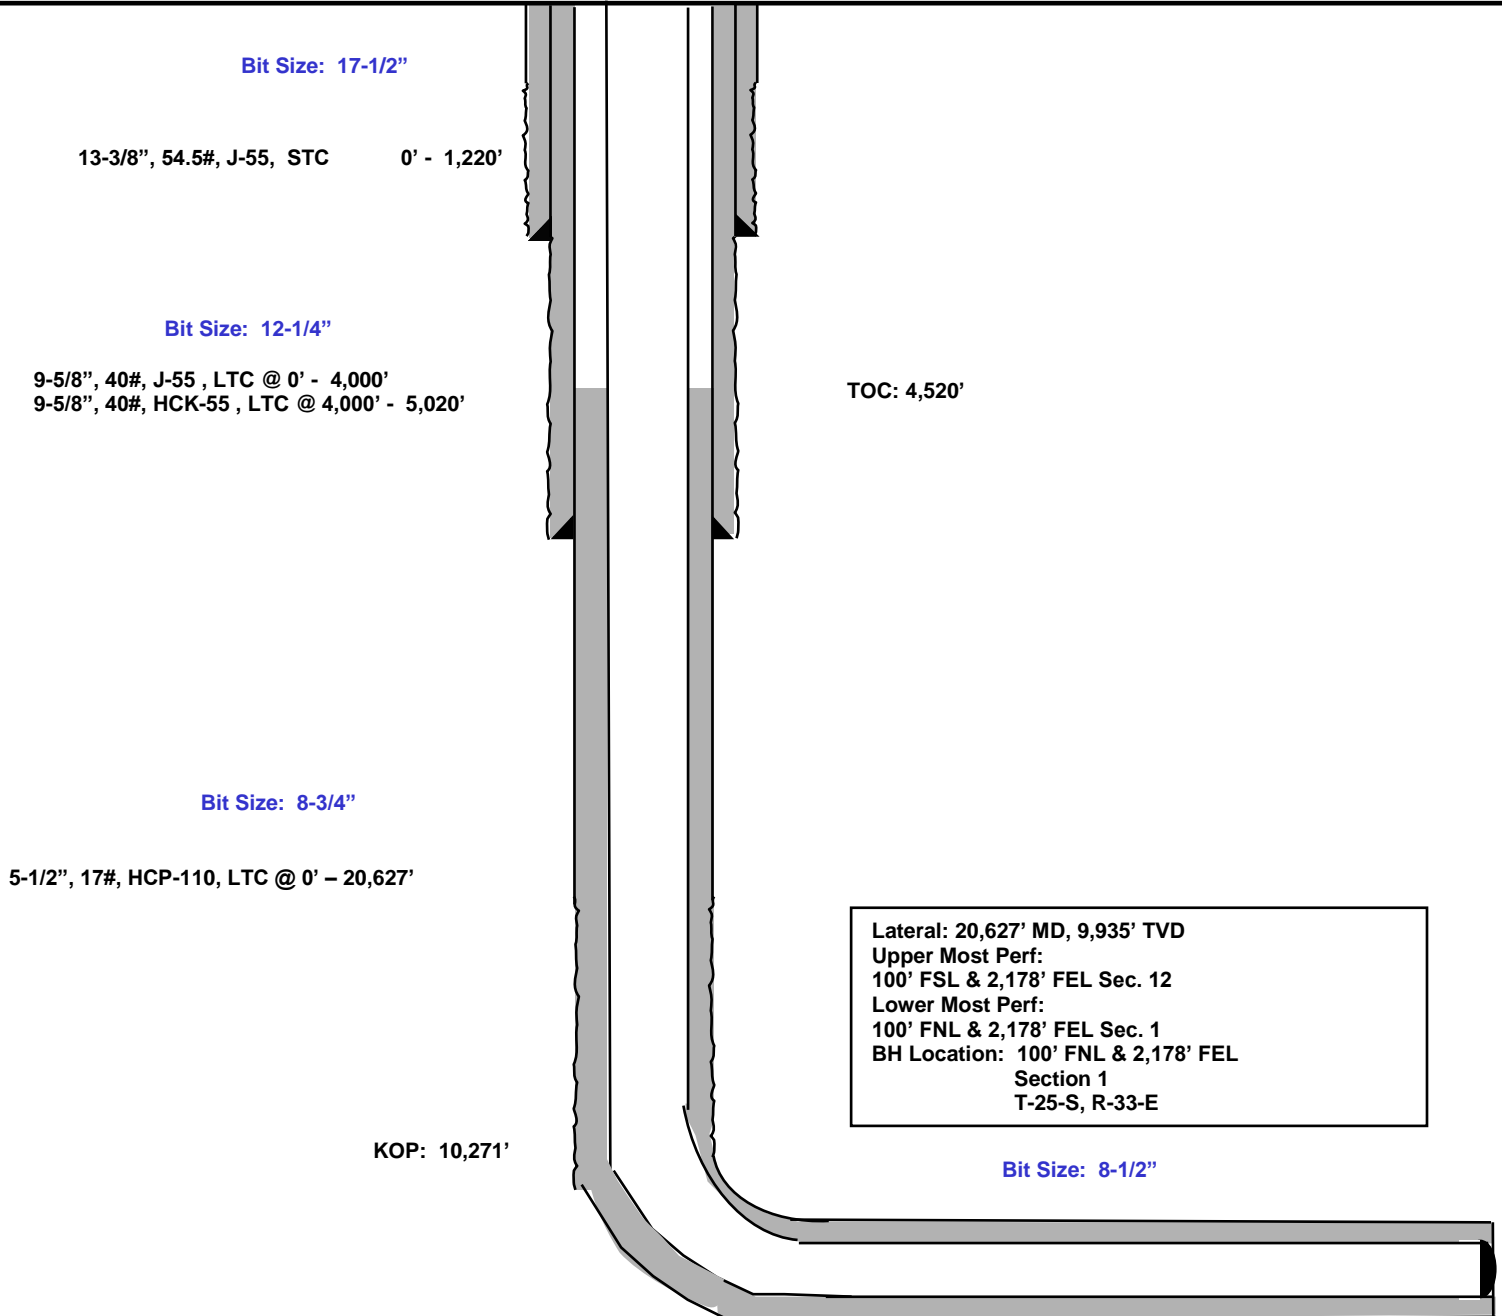 Bit Size: 17-1/2”
13-3/8”, 54.5#, J-55, STC 0’ - 1,220’
Bit Size: 12-1/4”
9-5/8”, 40#, J-55 , LTC @ 0’ - 4,000’
9-5/8”, 40#, HCK-55 , LTC @ 4,000’ - 5,020’
TOC: 4,520’
Bit Size: 8-3/4”
5-1/2”, 17#, HCP-110, LTC @ 0’ – 20,627’
Lateral: 20,627’ MD, 9,935’ TVD
Upper Most Perf:
100’ FSL & 2,178’ FEL Sec. 12
Lower Most Perf:
100’ FNL & 2,178’ FEL Sec. 1
BH Location: 100’ FNL & 2,178’ FEL
Section 1
T-25-S, R-33-E
KOP: 10,271’
Bit Size: 8-1/2”